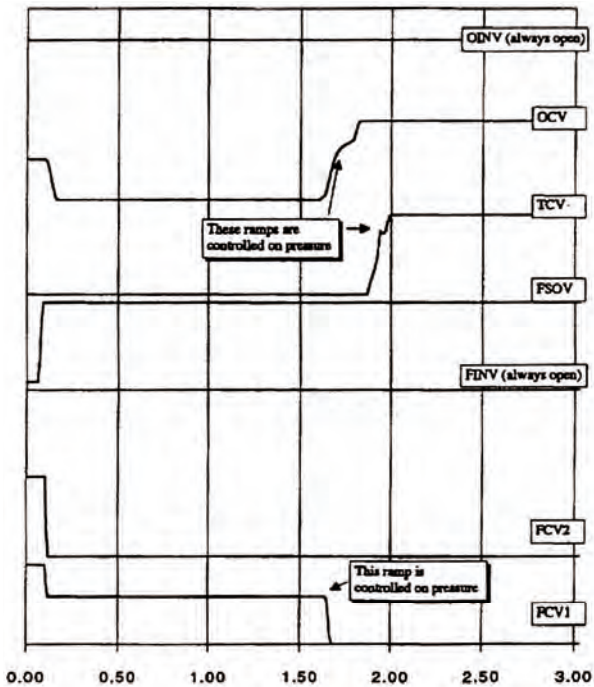 OINV (always open)
OCV
TCV
These ramps are
controlled on pressure
FSOV
FINV (always open)
FCV2
This ramp is
controlled on pressure
FCV1
0.00 0.50 1.00 1.50 2.00 2.50 3.00